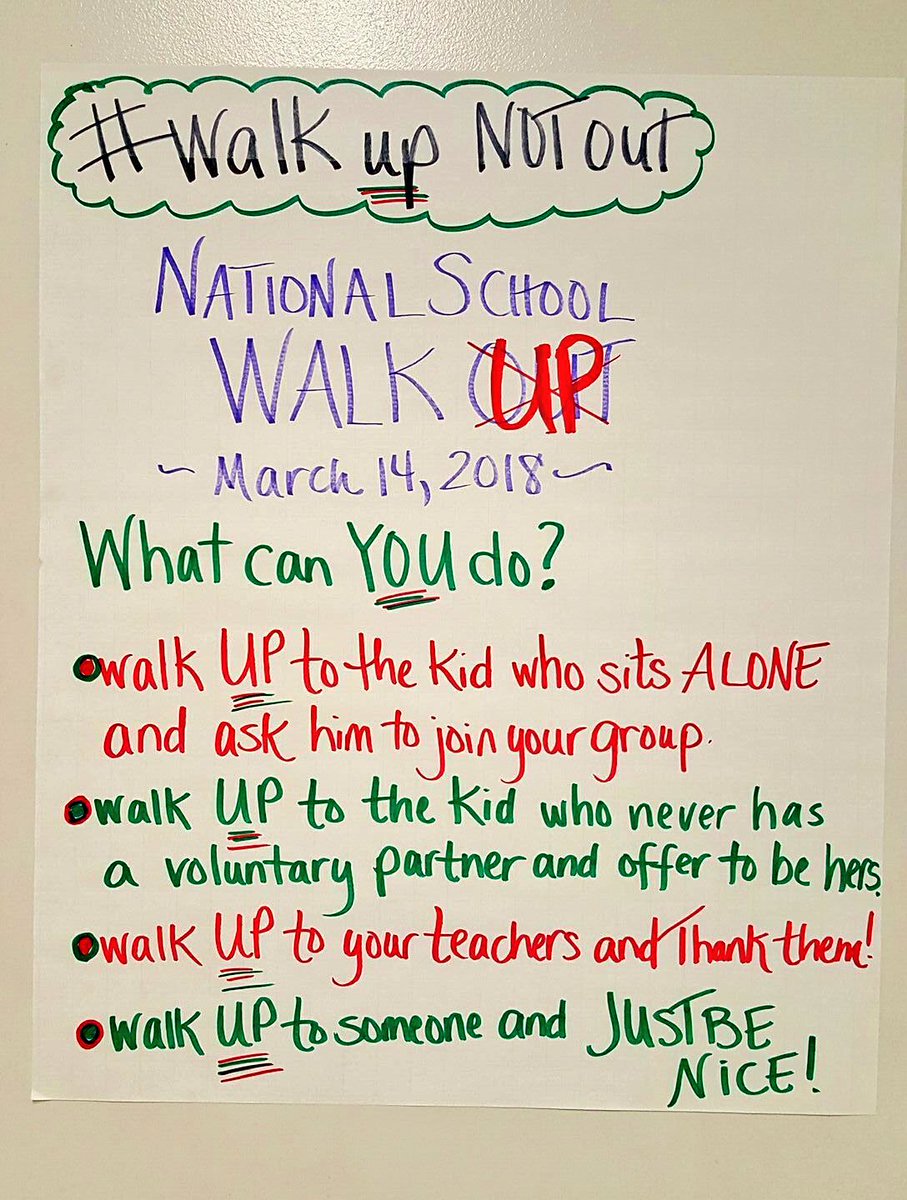 #Walk up NOT out
NATIONAL SCHOOL
WALK OUT UP
~ March 14, 2018 ~
What can YOU do?
walk UP to the kid who sits ALONE
and ask him to join your group.
walk UP to the kid who never has
a voluntary partner and offer to be hers.
walk UP to your teachers and Thank them!
walk UP to someone and JUST BE
NICE!